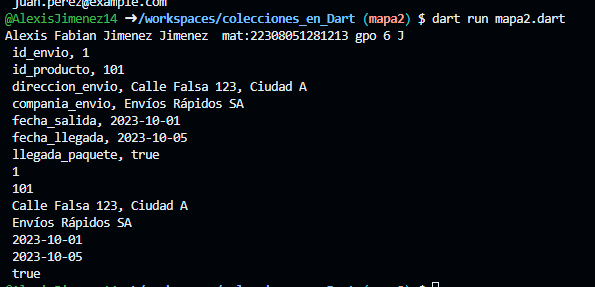 juan.perez@example.com
@AlexisJimenez14 ➜/workspaces/colecciones_en_Dart (mapa2) $ dart run mapa2.dart
Alexis Fabian Jimenez Jimenez  mat:22308051281213 gpo 6 J
id_envio, 1
id_producto, 101
direccion_envio, Calle Falsa 123, Ciudad A
compania_envio, Envíos Rápidos SA
fecha_salida, 2023-10-01
fecha_llegada, 2023-10-05
llegada_paquete, true
1
101
Calle Falsa 123, Ciudad A
Envíos Rápidos SA
2023-10-01
2023-10-05
true